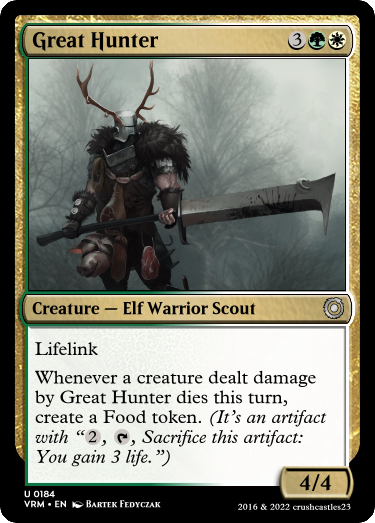 Great Hunter 3
Creature — Elf Warrior Scout
Lifelink
Whenever a creature dealt damage
by Great Hunter dies this turn,
create a Food token. (It's an artifact
with “2, , Sacrifice this artifact:
You gain 3 life.”)
4/4
U 0184
VRM • EN Bartek Fedyczak
2016 & 2022 crushcastles23